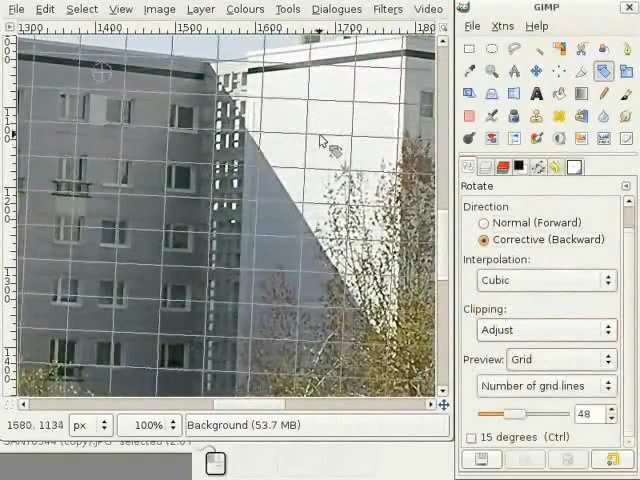 File Edit Select View Image Layer Colours Tools Dialogues Filters Video
GIMP
File Xtns Help
1300 1400 1500 1600 1700 180
Rotate
Direction
Normal (Forward)
Corrective (Backward)
Interpolation:
Cubic
Clipping:
Adjust
Preview: Grid
Number of grid lines
48
15 degrees (Ctrl)
1680, 1134 px 100% Background (53.7 MB)